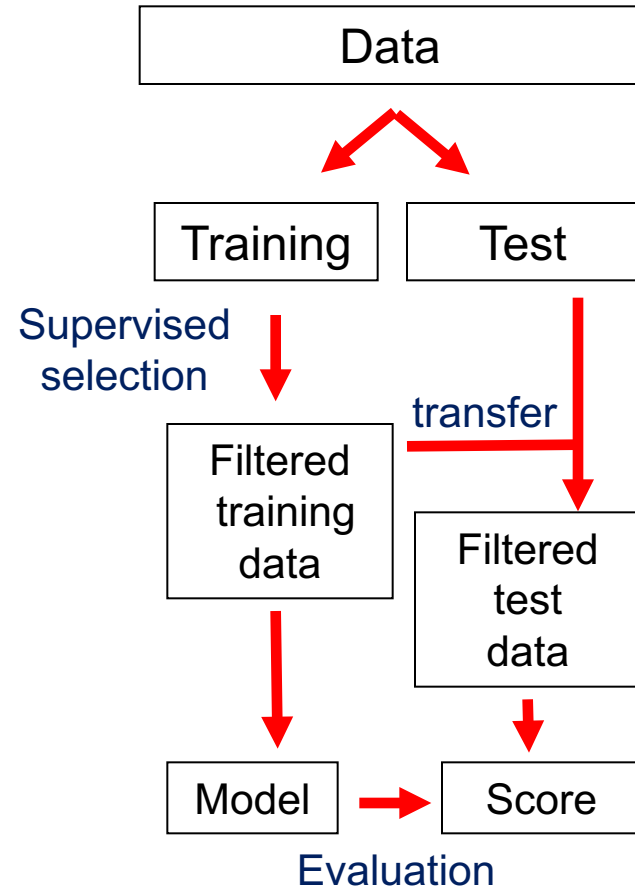 Data
Training
Test
Supervised
selection
transfer
Filtered
training
data
Filtered
test
data
Model
Score
Evaluation